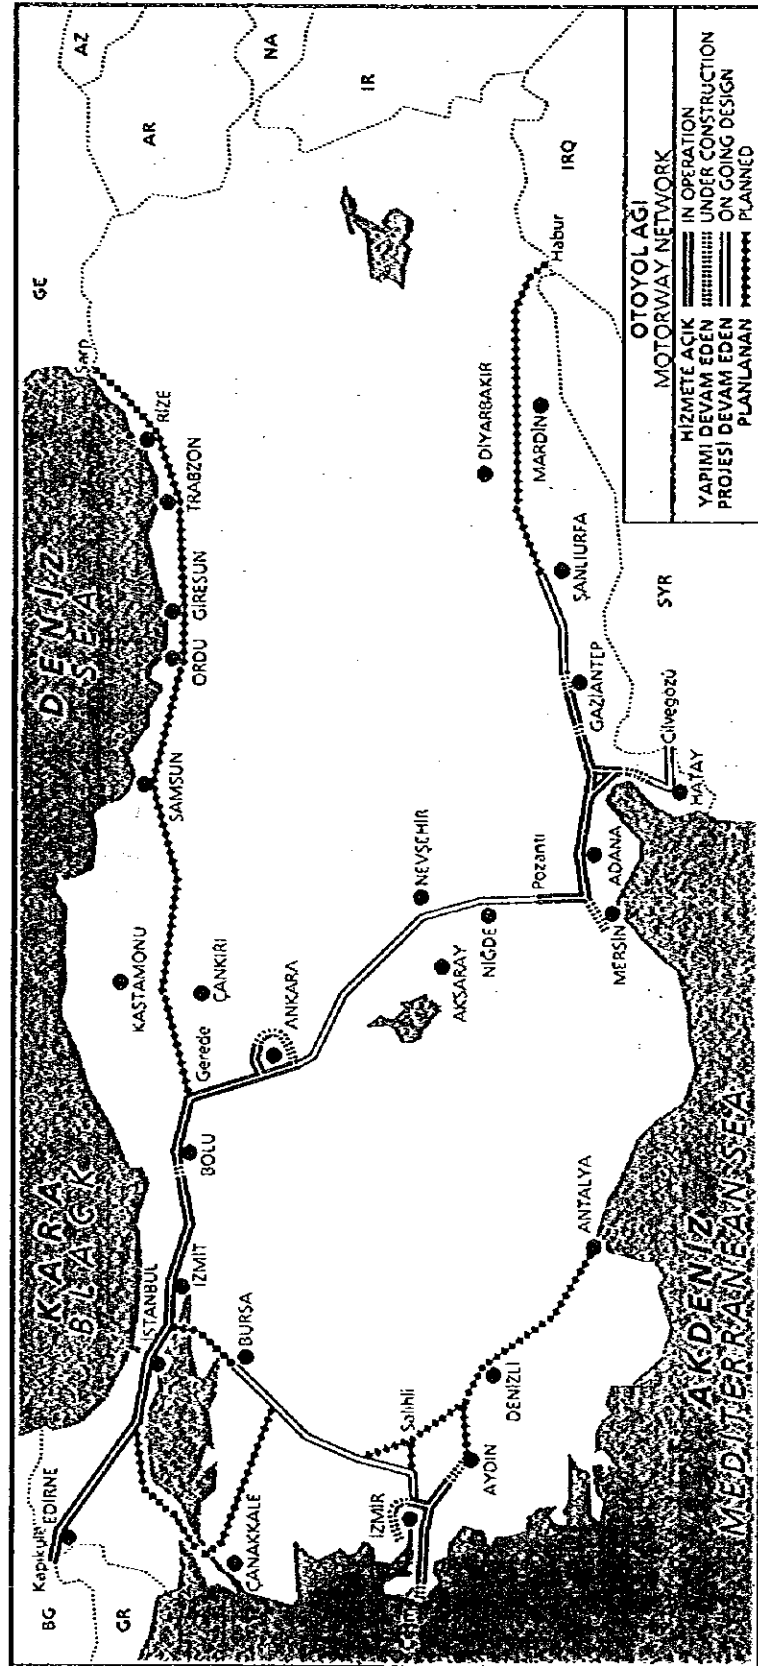 KARA DENİZ
BLACK SEA
BG
GR
Kapıkule
EDİRNE
İSTANBUL
İZMİT
BOLU
Gerede
KASTAMONU
ÇANKIRI
ANKARA
SAMSUN
ORDU
GİRESUN
TRABZON
RİZE
Sarp
GE
AR
AZ
NA
IR
IRQ
SYR
ÇANAKKALE
BURSA
Salihli
İZMİR
AYDIN
DENİZLİ
ANTALYA
AKSARAY
NEVŞEHİR
NİĞDE
Pozantı
MERSİN
ADANA
HATAY
Cilvegözü
GAZİANTEP
ŞANLIURFA
DİYARBAKIR
MARDİN
Habur
AKDENİZ
MEDITERRANEAN SEA
OTOYOL AĞI
MOTORWAY NETWORK
HİZMETE AÇIK IN OPERATION
YAPIMI DEVAM EDEN UNDER CONSTRUCTION
PROJESİ DEVAM EDEN ON GOING DESIGN
PLANLANAN PLANNED